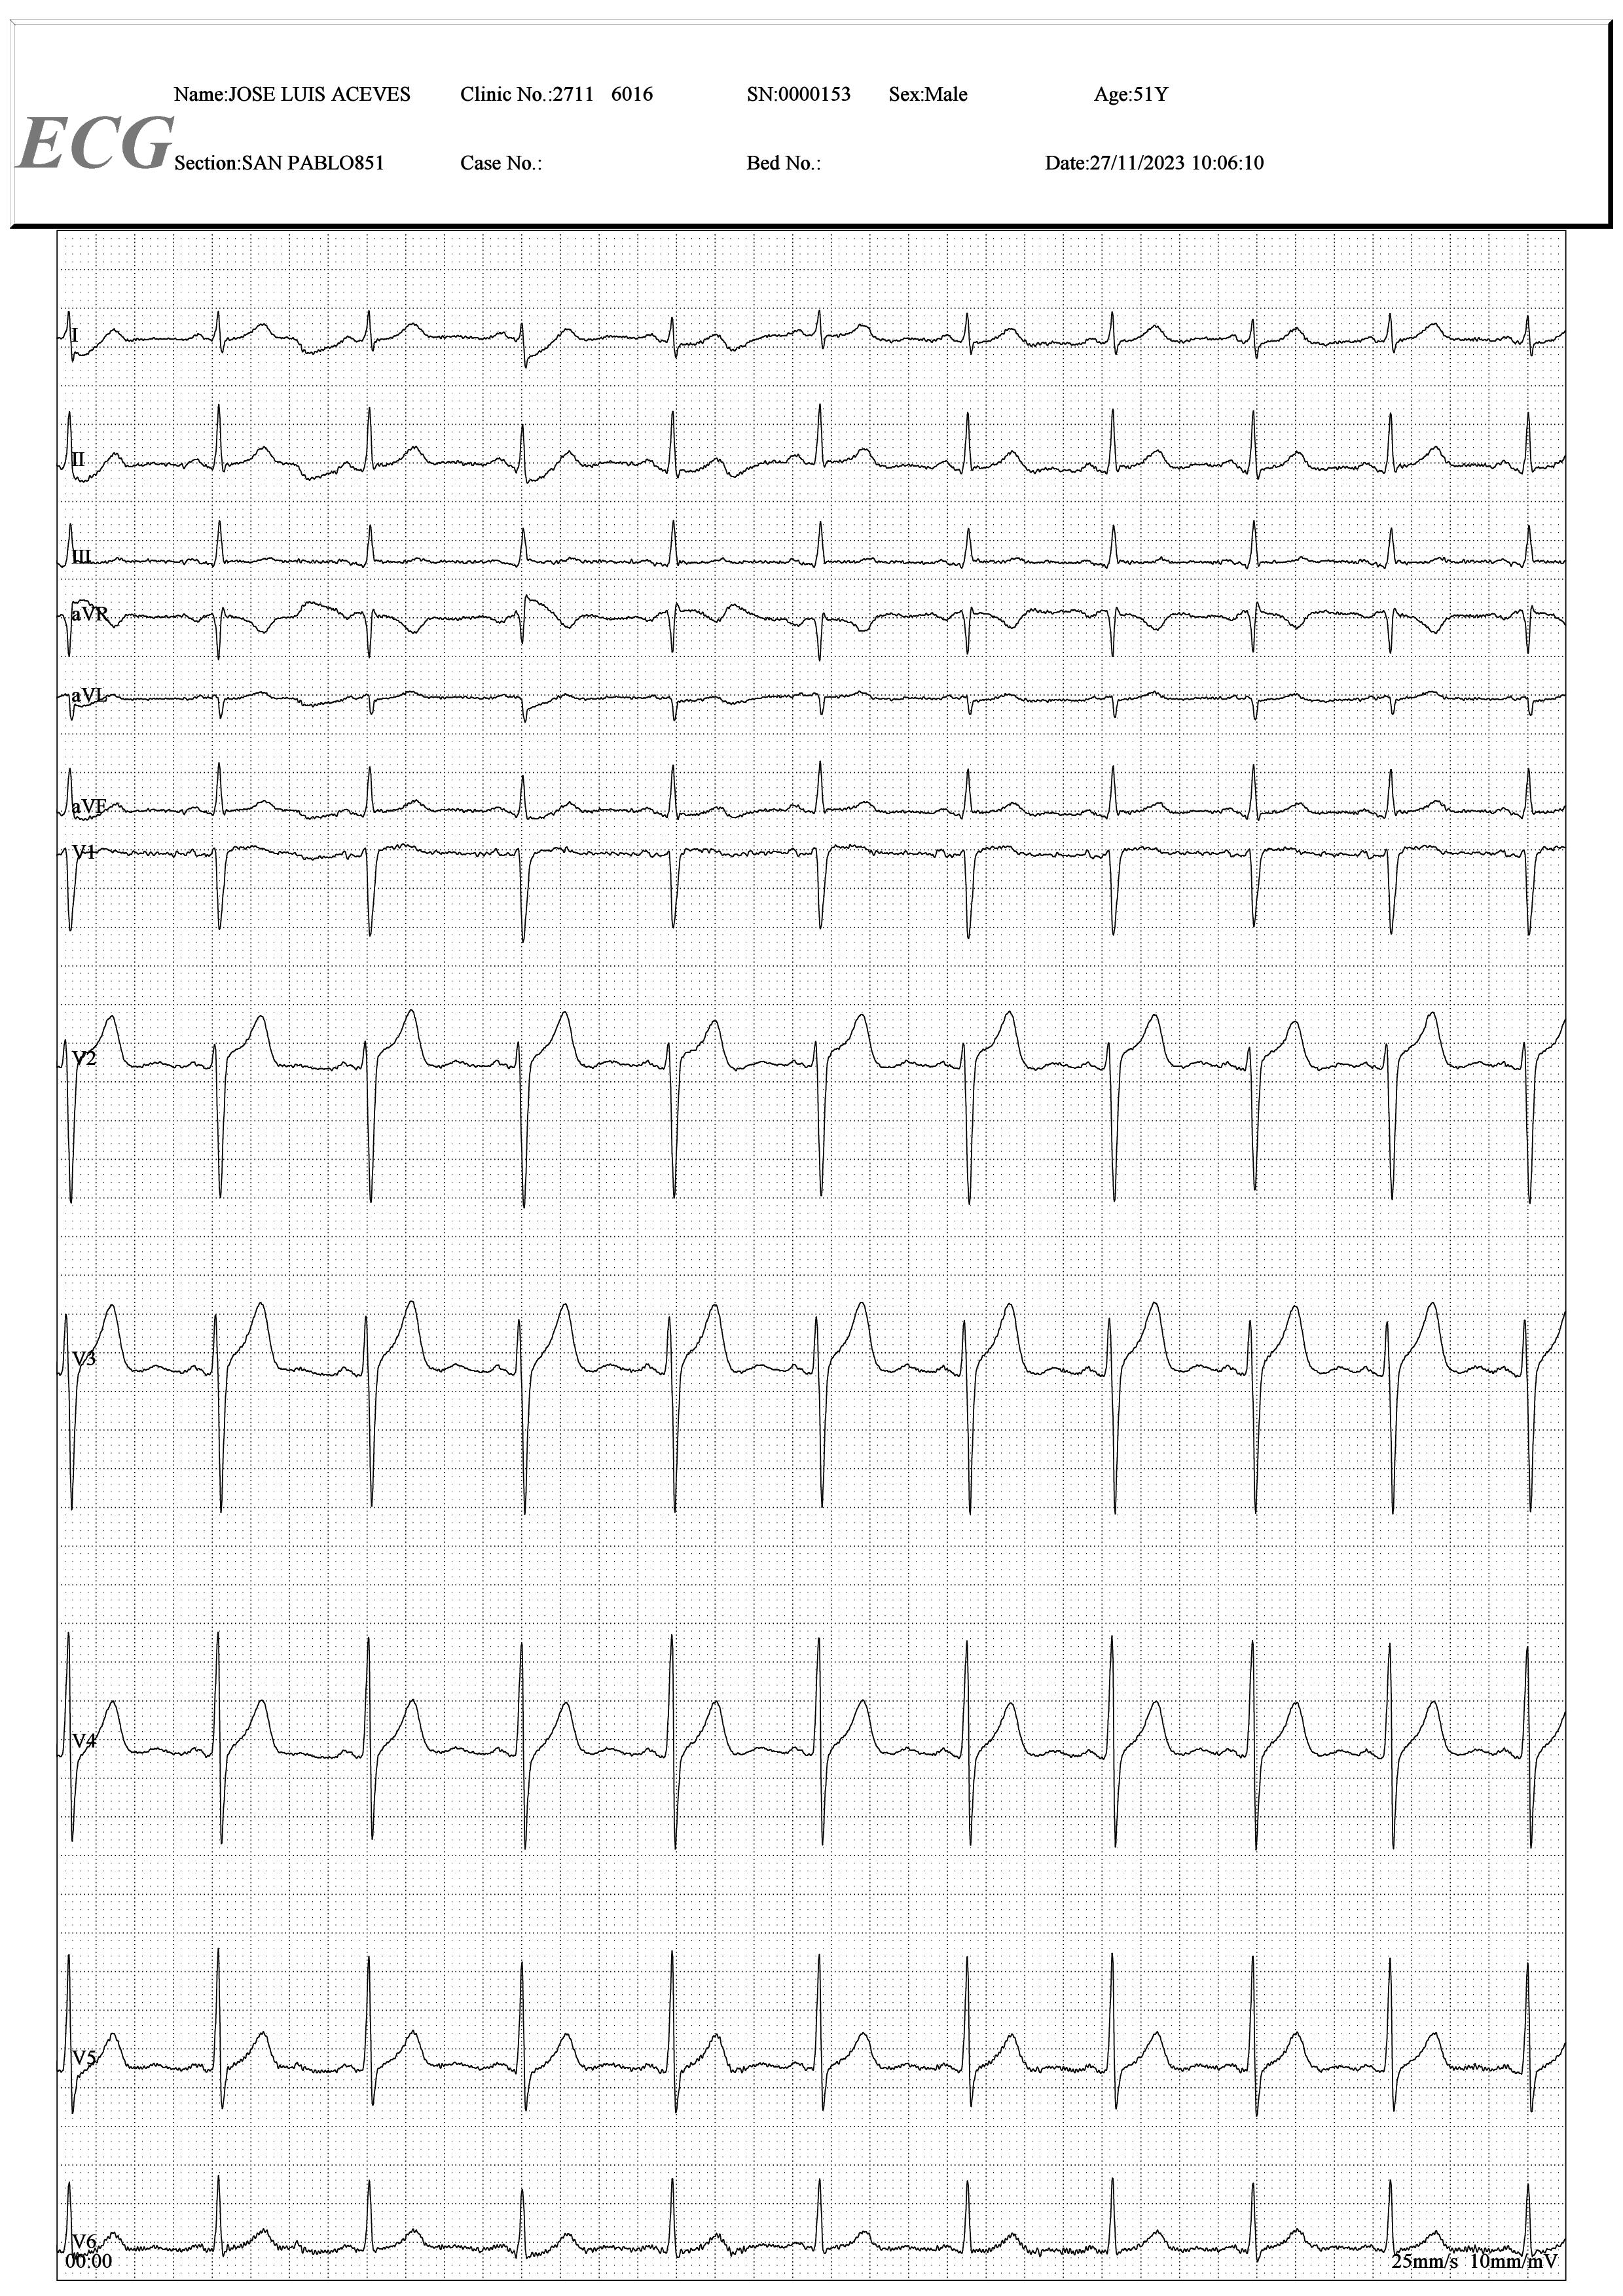 Name:JOSE LUIS ACEVES Clinic No.:2711 6016 SN:0000153 Sex:Male Age:51Y
ECG
Section:SAN PABLO851 Case No.: Bed No.: Date:27/11/2023 10:06:10
I
II
III
aVR
aVL
aVF
V1
V2
V3
V4
V5
V6
00:00 25mm/s 10mm/mV